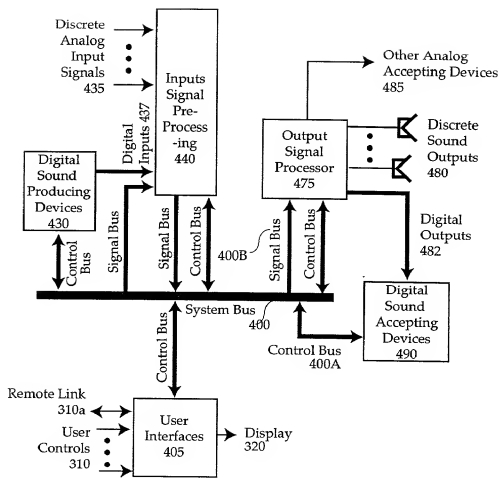 Discrete
Analog
Input
Signals
435
Digital
Inputs 437
Inputs
Signal
Pre-
Process
-ing
440
Other Analog
Accepting Devices
485
Output
Signal
Processor
475
Discrete
Sound
Outputs
480
Digital
Sound
Producing
Devices
430
Control
Bus
Signal Bus
Signal Bus
Control Bus
400B
Signal Bus
Control Bus
Digital
Outputs
482
System Bus
400
Control Bus
400A
Digital
Sound
Accepting
Devices
490
Control Bus
Remote Link
310a
User
Controls
310
User
Interfaces
405
Display
320